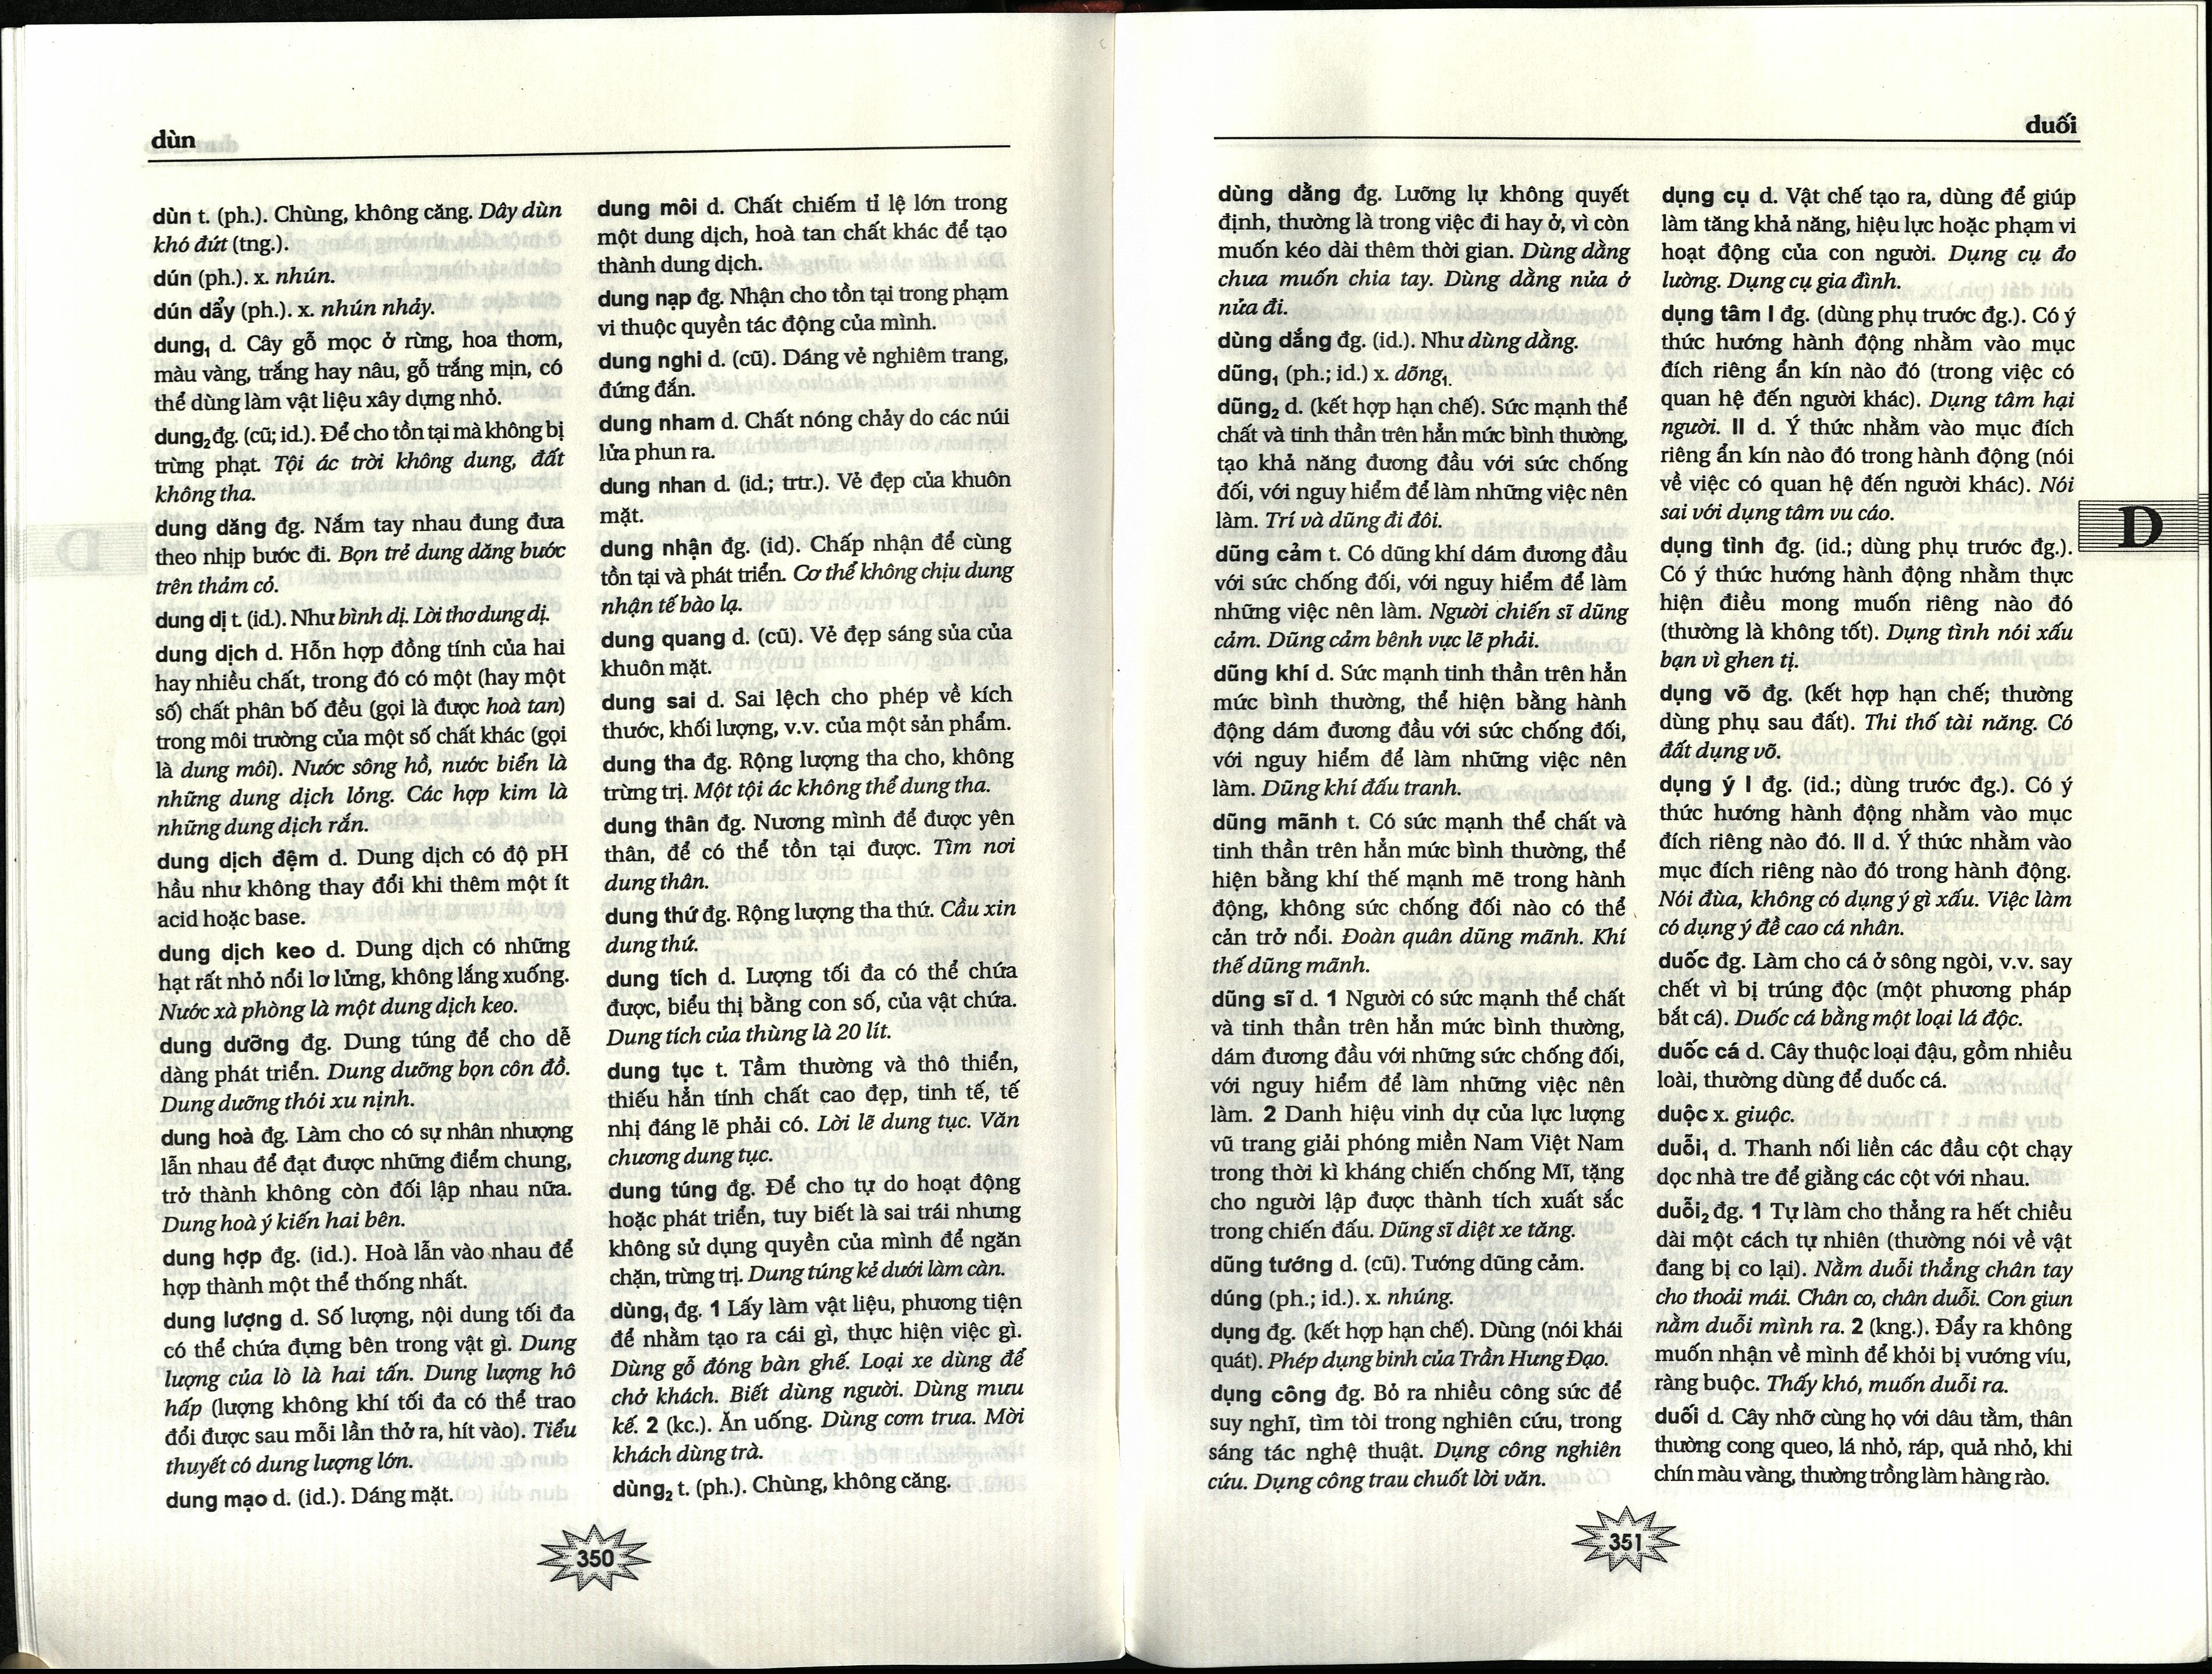 dùn
dùn t. (ph.). Chùng, không căng. Dây dùn
khó đứt (tng.).
dún (ph.). x. nhún.
dún dẩy (ph.). x. nhún nhảy.
dung₁ d. Cây gỗ mọc ở rừng, hoa thơm,
màu vàng, trắng hay nâu, gỗ trắng mịn, có
thể dùng làm vật liệu xây dựng nhỏ.
dung₂ đg. (cũ; id.). Để cho tồn tại mà không bị
trừng phạt. Tội ác trời không dung, đất
không tha.
dung dăng đg. Nắm tay nhau đung đưa
theo nhịp bước đi. Bọn trẻ dung dăng bước
trên thảm cỏ.
dung dị t. (id.). Như bình dị. Lời thơ dung dị.
dung dịch d. Hỗn hợp đồng tính của hai
hay nhiều chất, trong đó có một (hay một
số) chất phân bố đều (gọi là được hoà tan)
trong môi trường của một số chất khác (gọi
là dung môi). Nước sông hồ, nước biển là
những dung dịch lỏng. Các hợp kim là
những dung dịch rắn.
dung dịch đệm d. Dung dịch có độ pH
hầu như không thay đổi khi thêm một ít
acid hoặc base.
dung dịch keo d. Dung dịch có những
hạt rất nhỏ nổi lơ lửng, không lắng xuống.
Nước xà phòng là một dung dịch keo.
dung dưỡng đg. Dung túng để cho dễ
dàng phát triển. Dung dưỡng bọn côn đồ.
Dung dưỡng thói xu nịnh.
dung hoà đg. Làm cho có sự nhân nhượng
lẫn nhau để đạt được những điểm chung,
trở thành không còn đối lập nhau nữa.
Dung hoà ý kiến hai bên.
dung hợp đg. (id.). Hoà lẫn vào nhau để
hợp thành một thể thống nhất.
dung lượng d. Số lượng, nội dung tối đa
có thể chứa đựng bên trong vật gì. Dung
lượng của lò là hai tấn. Dung lượng hô
hấp (lượng không khí tối đa có thể trao
đổi được sau mỗi lần thở ra, hít vào). Tiểu
thuyết có dung lượng lớn.
dung mạo d. (id.). Dáng mặt.
dung môi d. Chất chiếm tỉ lệ lớn trong
một dung dịch, hoà tan chất khác để tạo
thành dung dịch.
dung nạp đg. Nhận cho tồn tại trong phạm
vi thuộc quyền tác động của mình.
dung nghi d. (cũ). Dáng vẻ nghiêm trang,
đứng đắn.
dung nham d. Chất nóng chảy do các núi
lửa phun ra.
dung nhan d. (id.; trtr.). Vẻ đẹp của khuôn
mặt.
dung nhận đg. (id). Chấp nhận để cùng
tồn tại và phát triển. Cơ thể không chịu dung
nhận tế bào lạ.
dung quang d. (cũ). Vẻ đẹp sáng sủa của
khuôn mặt.
dung sai d. Sai lệch cho phép về kích
thước, khối lượng, v.v. của một sản phẩm.
dung tha đg. Rộng lượng tha cho, không
trừng trị. Một tội ác không thể dung tha.
dung thân đg. Nương mình để được yên
thân, để có thể tồn tại được. Tìm nơi
dung thân.
dung thứ đg. Rộng lượng tha thứ. Cầu xin
dung thứ.
dung tích d. Lượng tối đa có thể chứa
được, biểu thị bằng con số, của vật chứa.
Dung tích của thùng là 20 lít.
dung tục t. Tầm thường và thô thiển,
thiếu hẳn tính chất cao đẹp, tinh tế, tế
nhị đáng lẽ phải có. Lời lẽ dung tục. Văn
chương dung tục.
dung túng đg. Để cho tự do hoạt động
hoặc phát triển, tuy biết là sai trái nhưng
không sử dụng quyền của mình để ngăn
chặn, trừng trị. Dung túng kẻ dưới làm càn.
dùng₁ đg. 1 Lấy làm vật liệu, phương tiện
để nhằm tạo ra cái gì, thực hiện việc gì.
Dùng gỗ đóng bàn ghế. Loại xe dùng để
chở khách. Biết dùng người. Dùng mưu
kế. 2 (kc.). Ăn uống. Dùng cơm trưa. Mời
khách dùng trà.
dùng₂ t. (ph.). Chùng, không căng.
350
duối
dùng dằng đg. Lưỡng lự không quyết
định, thường là trong việc đi hay ở, vì còn
muốn kéo dài thêm thời gian. Dùng dằng
chưa muốn chia tay. Dùng dằng nửa ở
nửa đi.
dùng dắng đg. (id.). Như dùng dằng.
dũng₁ (ph.; id.) x. dõng₁.
dũng₂ d. (kết hợp hạn chế). Sức mạnh thể
chất và tinh thần trên hẳn mức bình thường,
tạo khả năng đương đầu với sức chống
đối, với nguy hiểm để làm những việc nên
làm. Trí và dũng đi đôi.
dũng cảm t. Có dũng khí dám đương đầu
với sức chống đối, với nguy hiểm để làm
những việc nên làm. Người chiến sĩ dũng
cảm. Dũng cảm bênh vực lẽ phải.
dũng khí d. Sức mạnh tinh thần trên hẳn
mức bình thường, thể hiện bằng hành
động dám đương đầu với sức chống đối,
với nguy hiểm để làm những việc nên
làm. Dũng khí đấu tranh.
dũng mãnh t. Có sức mạnh thể chất và
tinh thần trên hẳn mức bình thường, thể
hiện bằng khí thế mạnh mẽ trong hành
động, không sức chống đối nào có thể
cản trở nổi. Đoàn quân dũng mãnh. Khí
thế dũng mãnh.
dũng sĩ d. 1 Người có sức mạnh thể chất
và tinh thần trên hẳn mức bình thường,
dám đương đầu với những sức chống đối,
với nguy hiểm để làm những việc nên
làm. 2 Danh hiệu vinh dự của lực lượng
vũ trang giải phóng miền Nam Việt Nam
trong thời kì kháng chiến chống Mĩ, tặng
cho người lập được thành tích xuất sắc
trong chiến đấu. Dũng sĩ diệt xe tăng.
dũng tướng d. (cũ). Tướng dũng cảm.
dúng (ph.; id.). x. nhúng.
dụng đg. (kết hợp hạn chế). Dùng (nói khái
quát). Phép dụng binh của Trần Hưng Đạo.
dụng công đg. Bỏ ra nhiều công sức để
suy nghĩ, tìm tòi trong nghiên cứu, trong
sáng tác nghệ thuật. Dụng công nghiên
cứu. Dụng công trau chuốt lời văn.
dụng cụ d. Vật chế tạo ra, dùng để giúp
làm tăng khả năng, hiệu lực hoặc phạm vi
hoạt động của con người. Dụng cụ đo
lường. Dụng cụ gia đình.
dụng tâm I đg. (dùng phụ trước đg.). Có ý
thức hướng hành động nhằm vào mục
đích riêng ẩn kín nào đó (trong việc có
quan hệ đến người khác). Dụng tâm hại
người. II d. Ý thức nhằm vào mục đích
riêng ẩn kín nào đó trong hành động (nói
về việc có quan hệ đến người khác). Nói
sai với dụng tâm vu cáo.
dụng tình đg. (id.; dùng phụ trước đg.).
Có ý thức hướng hành động nhằm thực
hiện điều mong muốn riêng nào đó
(thường là không tốt). Dụng tình nói xấu
bạn vì ghen tị.
dụng võ đg. (kết hợp hạn chế; thường
dùng phụ sau đất). Thi thố tài năng. Có
đất dụng võ.
dụng ý I đg. (id.; dùng trước đg.). Có ý
thức hướng hành động nhằm vào mục
đích riêng nào đó. II d. Ý thức nhằm vào
mục đích riêng nào đó trong hành động.
Nói đùa, không có dụng ý gì xấu. Việc làm
có dụng ý đề cao cá nhân.
duốc đg. Làm cho cá ở sông ngòi, v.v. say
chết vì bị trúng độc (một phương pháp
bắt cá). Duốc cá bằng một loại lá độc.
duốc cá d. Cây thuộc loại đậu, gồm nhiều
loài, thường dùng để duốc cá.
duộc x. giuộc.
duỗi₁ d. Thanh nối liền các đầu cột chạy
dọc nhà tre để giằng các cột với nhau.
duỗi₂ đg. 1 Tự làm cho thẳng ra hết chiều
dài một cách tự nhiên (thường nói về vật
đang bị co lại). Nằm duỗi thẳng chân tay
cho thoải mái. Chân co, chân duỗi. Con giun
nằm duỗi mình ra. 2 (kng.). Đẩy ra không
muốn nhận về mình để khỏi bị vướng víu,
ràng buộc. Thấy khó, muốn duỗi ra.
duối d. Cây nhỡ cùng họ với dâu tằm, thân
thường cong queo, lá nhỏ, ráp, quả nhỏ, khi
chín màu vàng, thường trồng làm hàng rào.
D
351